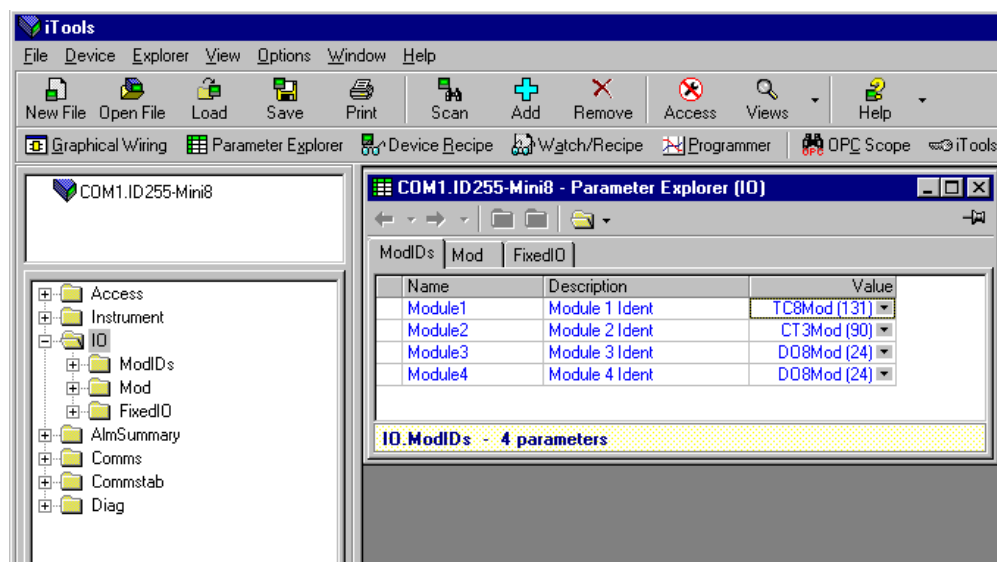 iTools
File Device Explorer View Options Window Help
New File Open File Load Save Print Scan Add Remove Access Views Help
Graphical Wiring Parameter Explorer Device Recipe Watch/Recipe Programmer OPC Scope iTools
COM1.ID255-Mini8
Access
Instrument
IO
ModIDs
Mod
FixedIO
AlmSummary
Comms
Commstab
Diag
COM1.ID255-Mini8 - Parameter Explorer (IO)
ModIDs Mod FixedIO
Name Description Value
Module1 Module 1 Ident TC8Mod (131)
Module2 Module 2 Ident CT3Mod (90)
Module3 Module 3 Ident DO8Mod (24)
Module4 Module 4 Ident DO8Mod (24)
IO.ModIDs - 4 parameters